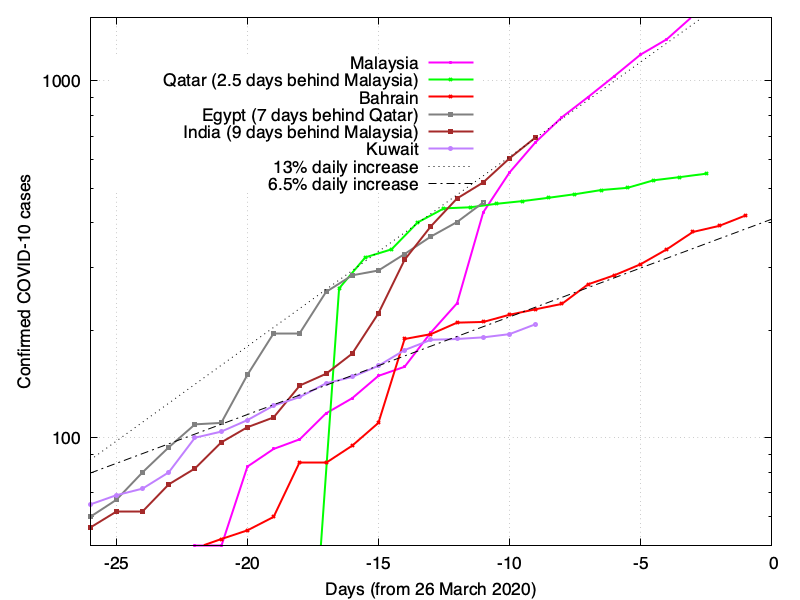 Malaysia
Qatar (2.5 days behind Malaysia)
Bahrain
Egypt (7 days behind Qatar)
India (9 days behind Malaysia)
Kuwait
13% daily increase
6.5% daily increase
1000
100
Confirmed COVID-10 cases
-25 -20 -15 -10 -5 0
Days (from 26 March 2020)